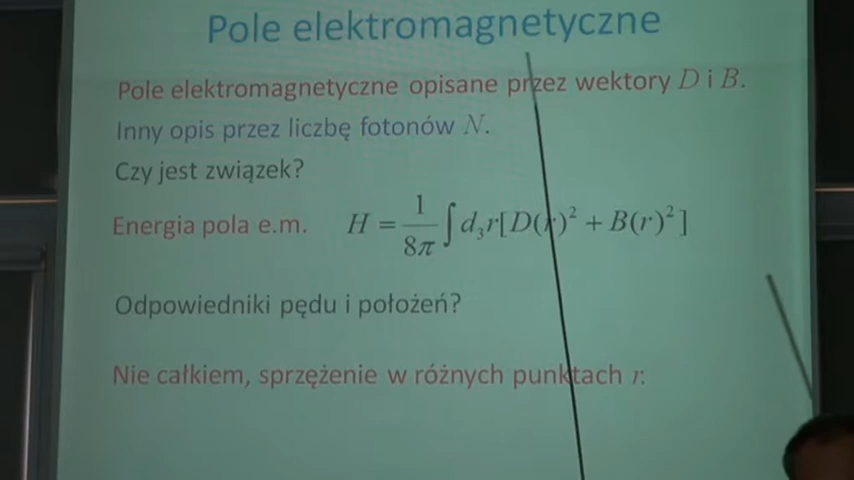 Pole elektromagnetyczne
Pole elektromagnetyczne opisane przez wektory D i B.
Inny opis przez liczbę fotonów N.
Czy jest związek?
Energia pola e.m. H = 1/8π ∫ d₃r[D(r)² + B(r)²]
Odpowiedniki pędu i położeń?
Nie całkiem, sprzężenie w różnych punktach r: